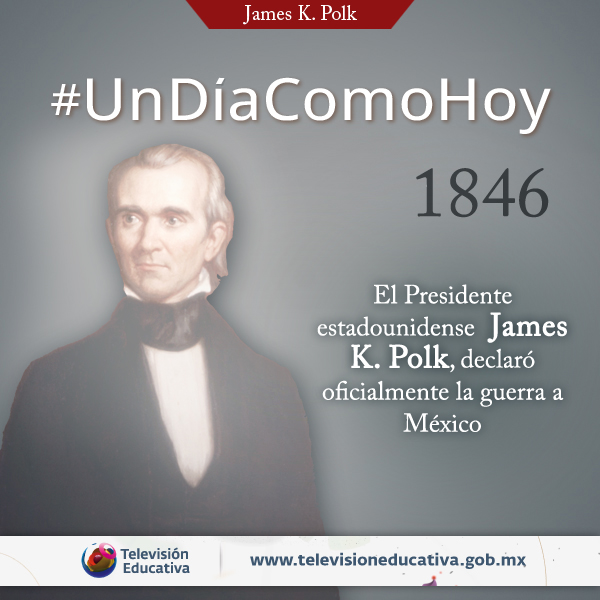 James K. Polk
#UnDíaComoHoy
1846
El Presidente
estadounidense James
K. Polk, declaró
oficialmente la guerra a
México
Televisión
Educativa
www.televisioneducativa.gob.mx